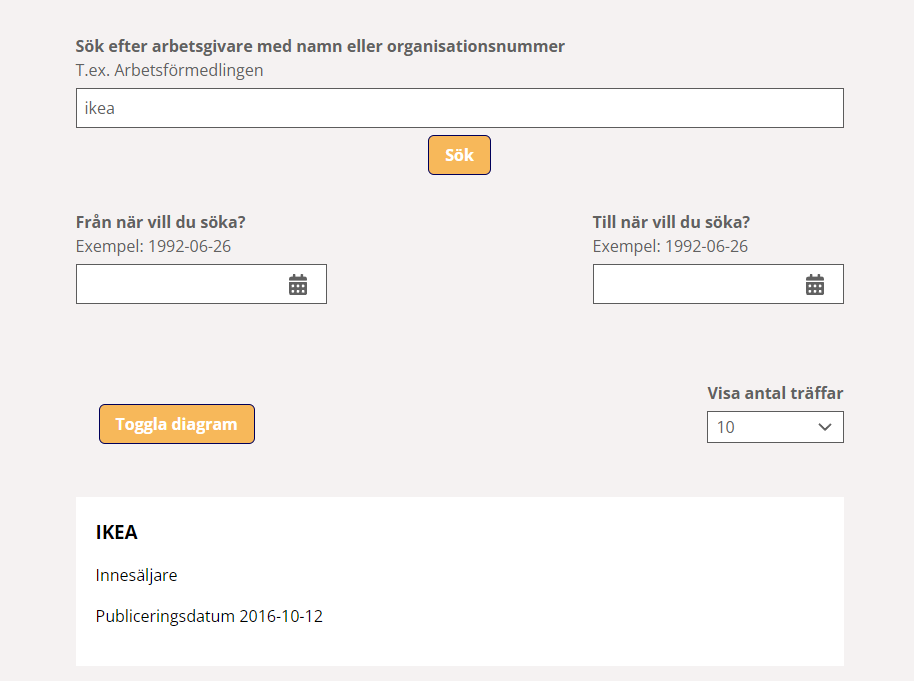 Sök efter arbetsgivare med namn eller organisationsnummer
T.ex. Arbetsförmedlingen
ikea
Sök
Från när vill du söka?
Exempel: 1992-06-26
Till när vill du söka?
Exempel: 1992-06-26
Visa antal träffar
Toggla diagram
10
IKEA
Innesäljare
Publiceringsdatum 2016-10-12